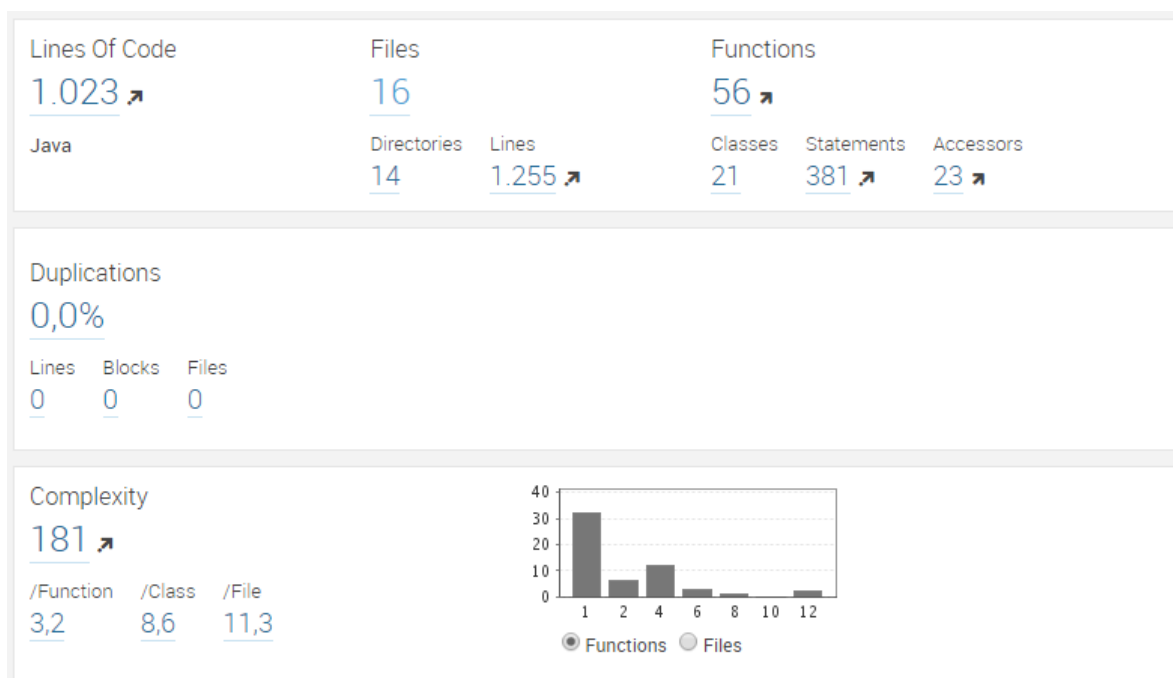 Lines Of Code Files Functions
1.023 16 56
Java Directories Lines Classes Statements Accessors
14 1.255 21 381 23
Duplications
0,0%
Lines Blocks Files
0 0 0
Complexity
181
/Function /Class /File
3,2 8,6 11,3
40
30
20
10
0
1 2 4 6 8 10 12
Functions Files